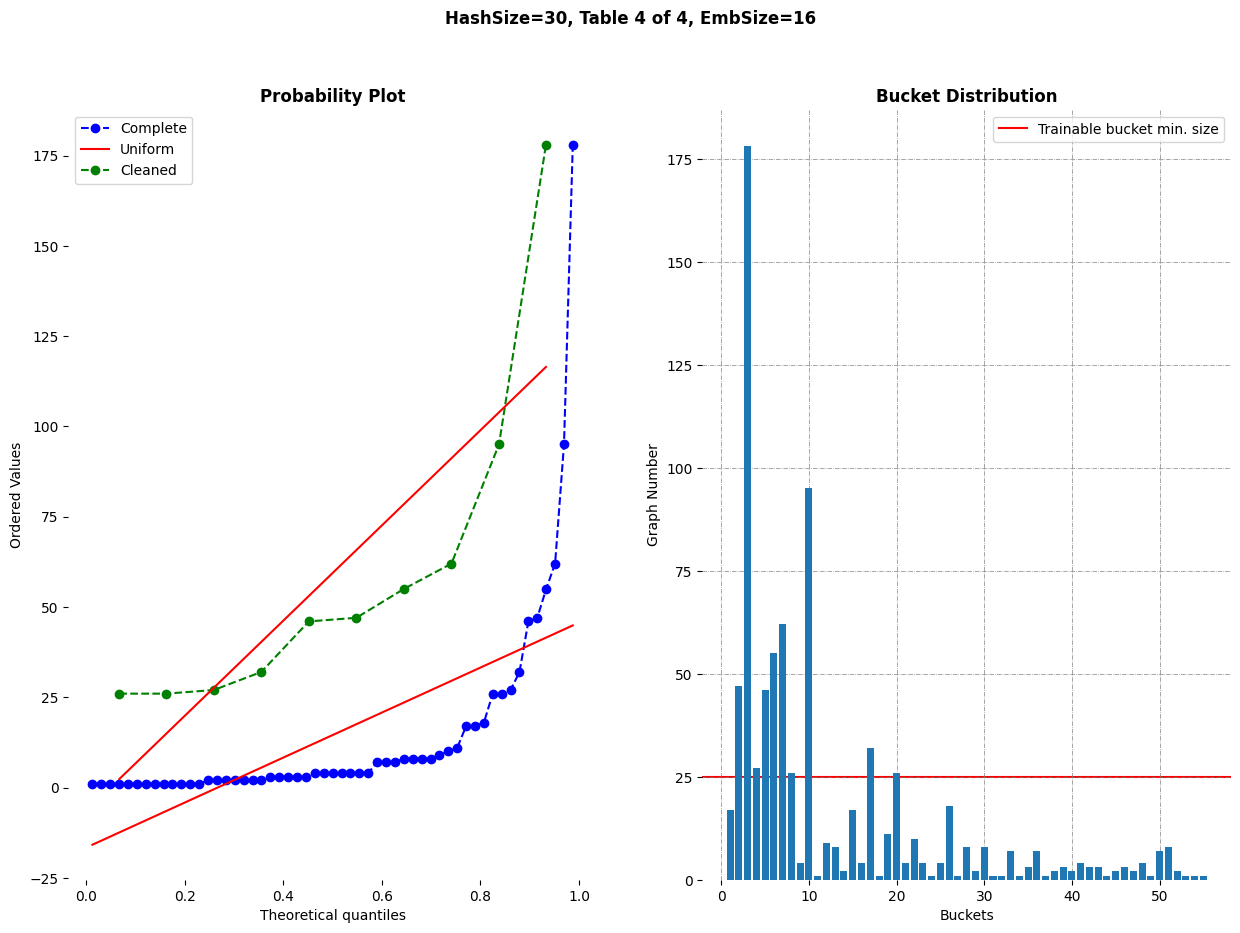 HashSize=30, Table 4 of 4, EmbSize=16
Probability Plot
Complete
Uniform
Cleaned
175
150
125
100
75
50
25
0
−25
Ordered Values
0.0 0.2 0.4 0.6 0.8 1.0
Theoretical quantiles
Bucket Distribution
Trainable bucket min. size
175
150
125
100
75
50
25
0
Graph Number
0 10 20 30 40 50
Buckets